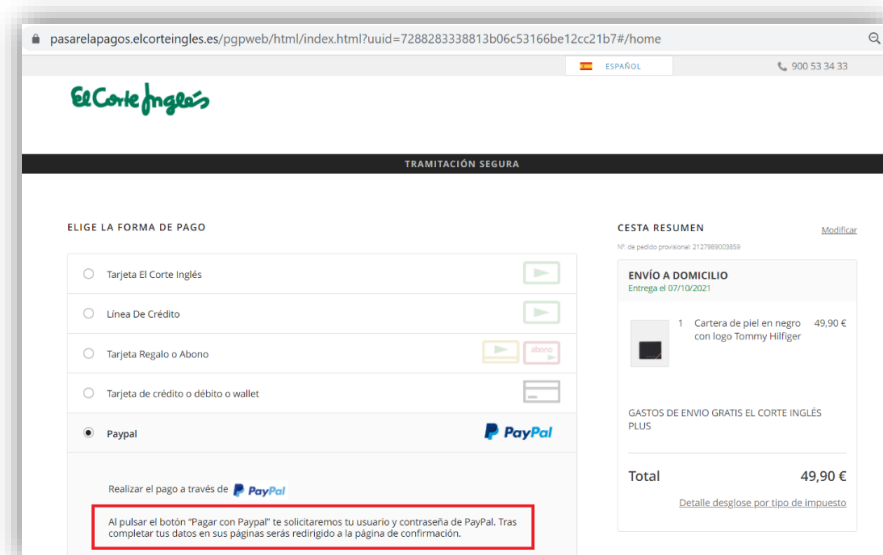 pasarelapagos.elcorteingles.es/pgpweb/html/index.html?uuid=7288283338813b06c53166be12cc21b7#/home
ESPAÑOL
900 53 34 33
El Corte Inglés
TRAMITACIÓN SEGURA
ELIGE LA FORMA DE PAGO
Tarjeta El Corte Inglés
Línea De Crédito
Tarjeta Regalo o Abono
abono
Tarjeta de crédito o débito o wallet
Paypal
PayPal
Realizar el pago a través de PayPal
Al pulsar el botón “Pagar con Paypal” te solicitaremos tu usuario y contraseña de PayPal. Tras
completar tus datos en sus páginas serás redirigido a la página de confirmación.
CESTA RESUMEN
Modificar
Nº de pedido provisional: 2127989009859
ENVÍO A DOMICILIO
Entrega el 07/10/2021
1 Cartera de piel en negro 49,90 €
con logo Tommy Hilfiger
GASTOS DE ENVIO GRATIS EL CORTE INGLÉS
PLUS
Total 49,90 €
Detalle desglose por tipo de impuesto